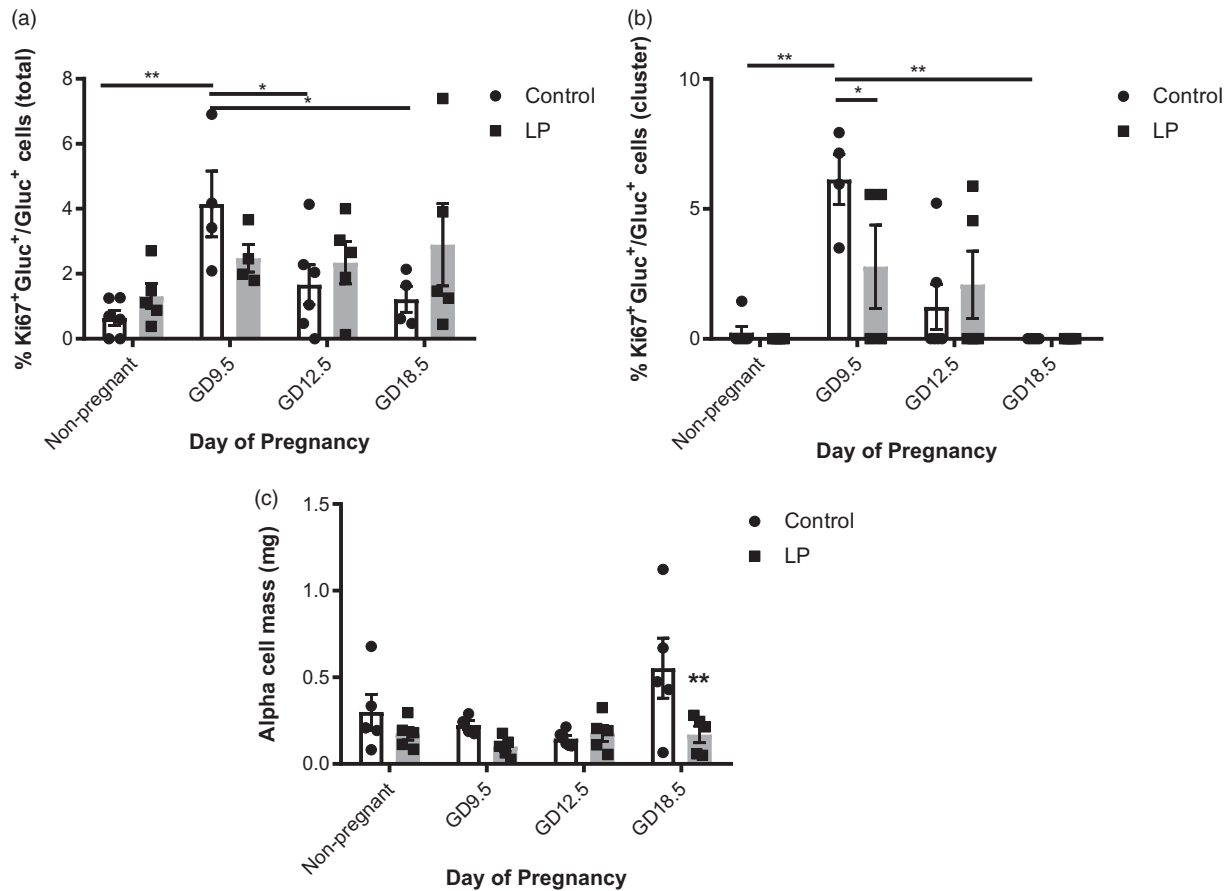 (a)
% Ki67⁺Gluc⁺/Gluc⁺ cells (total)
8
6
4
2
0
**
*
*
Control
LP
Non-pregnant
GD9.5
GD12.5
GD18.5
Day of Pregnancy
(b)
% Ki67⁺Gluc⁺/Gluc⁺ cells (cluster)
10
5
0
**
**
*
Control
LP
Non-pregnant
GD9.5
GD12.5
GD18.5
Day of Pregnancy
(c)
Alpha cell mass (mg)
1.5
1.0
0.5
0.0
**
Control
LP
Non-pregnant
GD9.5
GD12.5
GD18.5
Day of Pregnancy